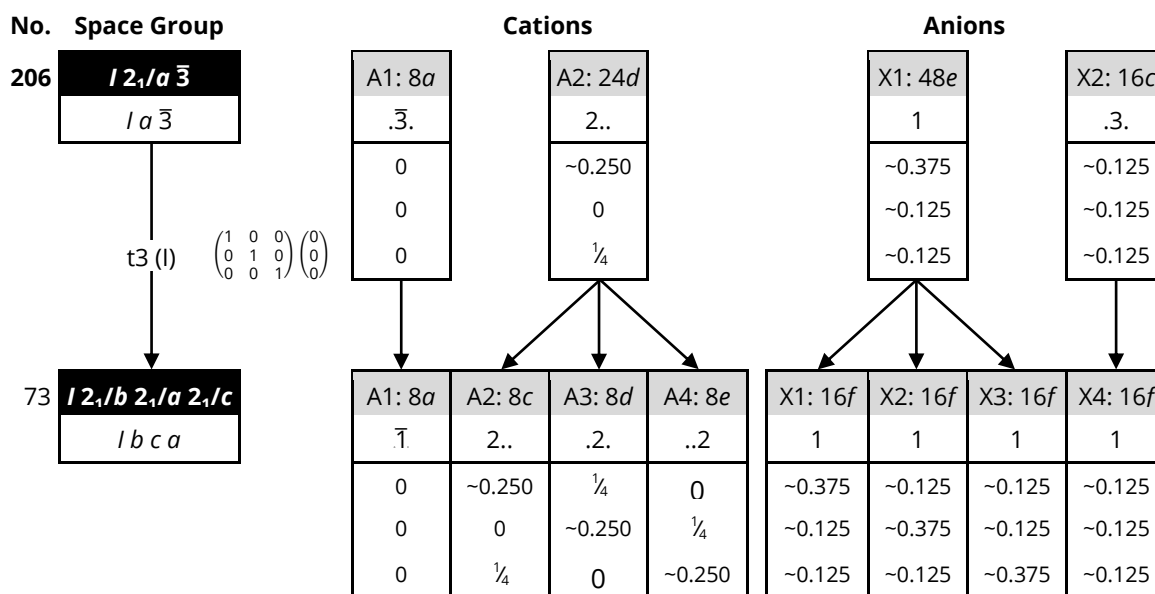 No. Space Group Cations Anions
206 I 2₁/a 3̅ A1: 8a A2: 24d X1: 48e X2: 16c
I a 3̅ .3̅. 2.. 1 .3.
0 ~0.250 ~0.375 ~0.125
0 0 ~0.125 ~0.125
0 ¼ ~0.125 ~0.125
t3 (I)
1 0 0 0
0 1 0 0
0 0 1 0
73 I 2₁/b 2₁/a 2₁/c A1: 8a A2: 8c A3: 8d A4: 8e X1: 16f X2: 16f X3: 16f X4: 16f
I b c a .1̅. 2.. .2. ..2 1 1 1 1
0 ~0.250 ¼ 0 ~0.375 ~0.125 ~0.125 ~0.125
0 0 ~0.250 ¼ ~0.125 ~0.375 ~0.125 ~0.125
0 ¼ 0 ~0.250 ~0.125 ~0.125 ~0.375 ~0.125